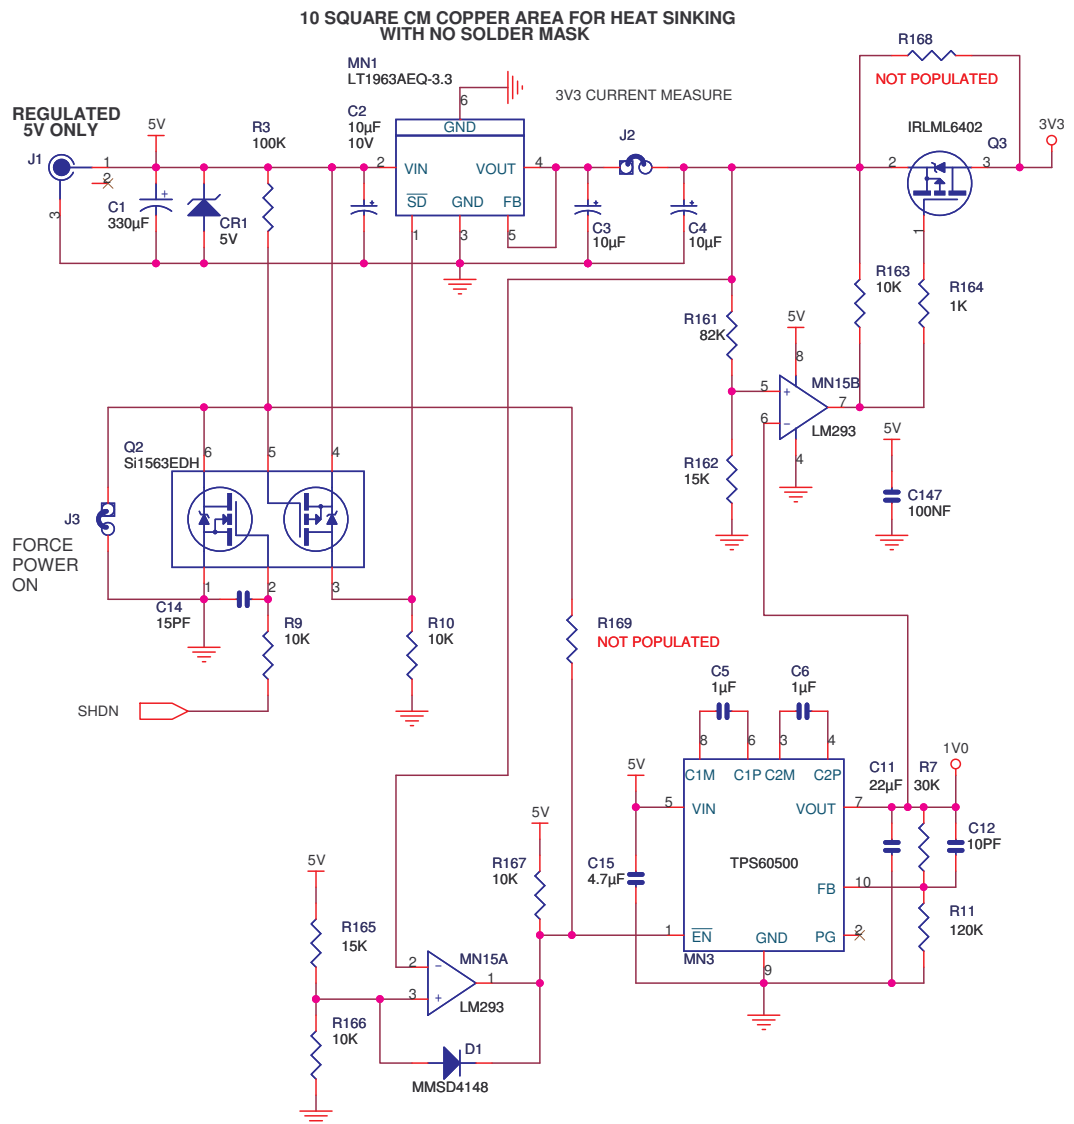 10 SQUARE CM COPPER AREA FOR HEAT SINKING
WITH NO SOLDER MASK
R168
NOT POPULATED
MN1
LT1963AEQ-3.3
6
GND
3V3 CURRENT MEASURE
REGULATED
5V ONLY
5V
R3
100K
C2
10µF
10V
J2
IRLML6402
Q3
3V3
J1
1
2
3
2
VIN
VOUT
4
SD
GND
FB
1
3
5
2
3
1
C1
330µF
CR1
5V
C3
10µF
C4
10µF
R163
10K
R164
1K
R161
82K
5V
8
5
6
MN15B
7
LM293
4
R162
15K
5V
C147
100NF
Q2
Si1563EDH
6
5
4
J3
FORCE
POWER
ON
1
2
3
C14
15PF
R9
10K
R10
10K
R169
NOT POPULATED
SHDN
C5
1µF
C6
1µF
8
6
3
4
C1M
C1P
C2M
C2P
5V
5
VIN
VOUT
7
C11
22µF
R7
30K
1V0
C12
10PF
C15
4.7µF
TPS60500
FB
10
R11
120K
1
EN
GND
PG
2
MN3
9
5V
R167
10K
5V
R165
15K
2
3
MN15A
1
LM293
R166
10K
D1
MMSD4148